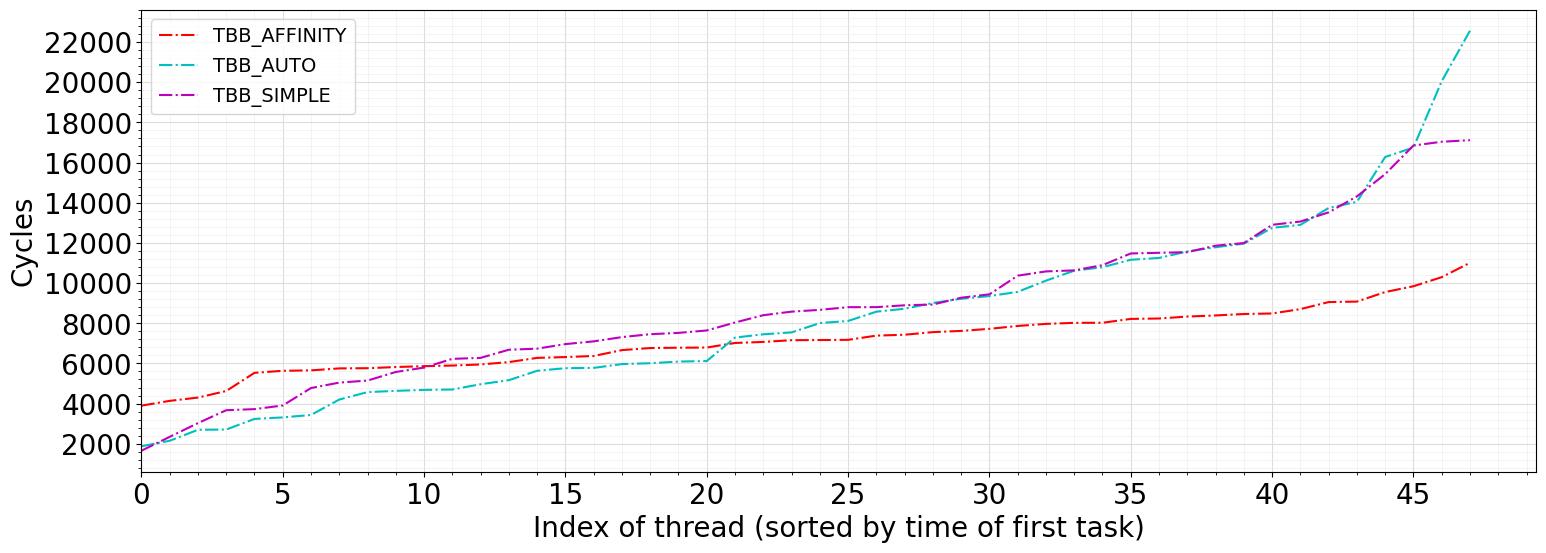 TBB_AFFINITY
TBB_AUTO
TBB_SIMPLE
22000
20000
18000
16000
14000
12000
10000
8000
6000
4000
2000
Cycles
0 5 10 15 20 25 30 35 40 45
Index of thread (sorted by time of first task)